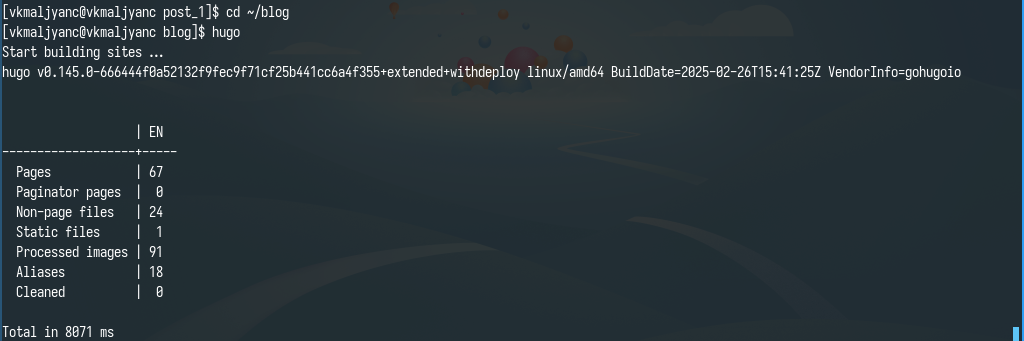 [vkmaljyanc@vkmaljyanc post_1]$ cd ~/blog
[vkmaljyanc@vkmaljyanc blog]$ hugo
Start building sites …
hugo v0.145.0-666444f0a52132f9fec9f71cf25b441cc6a4f355+extended+withdeploy linux/amd64 BuildDate=2025-02-26T15:41:25Z VendorInfo=gohugoio
                   | EN
-------------------+-----
  Pages            | 67
  Paginator pages  |  0
  Non-page files   | 24
  Static files     |  1
  Processed images | 91
  Aliases          | 18
  Cleaned          |  0
Total in 8071 ms